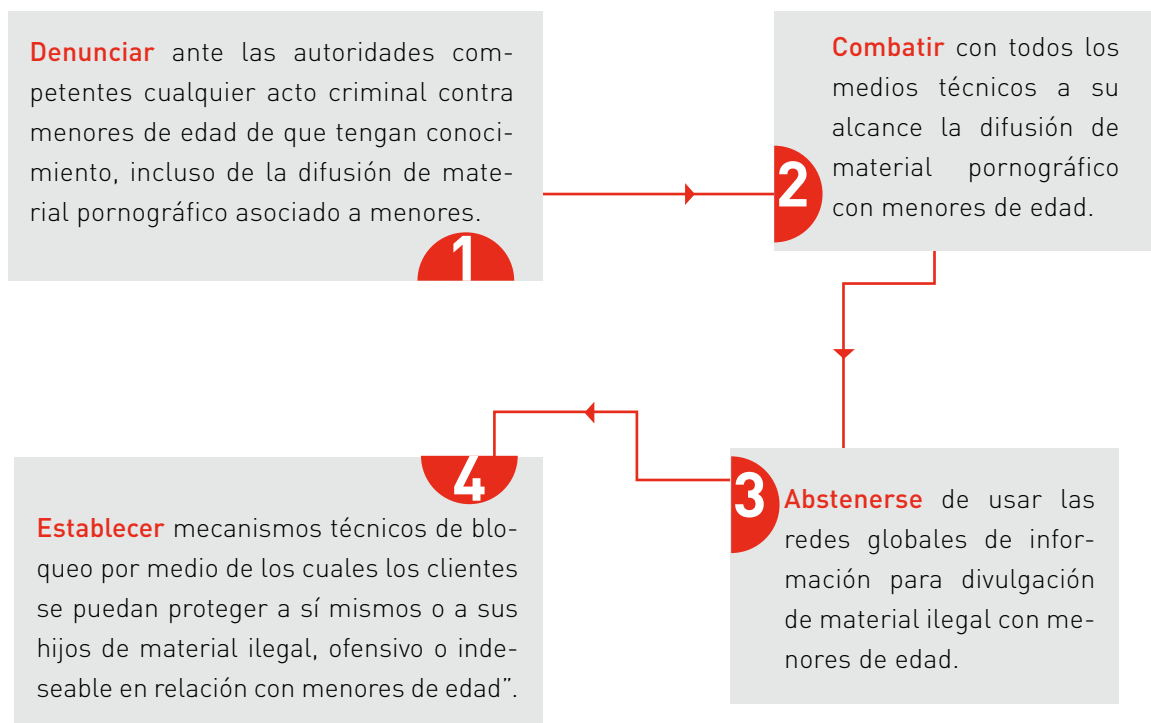 Denunciar ante las autoridades com-
petentes cualquier acto criminal contra
menores de edad de que tengan conoci-
miento, incluso de la difusión de mate-
rial pornográfico asociado a menores.
1
Combatir con todos los
medios técnicos a su
alcance la difusión de
material pornográfico
con menores de edad.
2
3
Abstenerse de usar las
redes globales de infor-
mación para divulgación
de material ilegal con me-
nores de edad.
4
Establecer mecanismos técnicos de blo-
queo por medio de los cuales los clientes
se puedan proteger a sí mismos o a sus
hijos de material ilegal, ofensivo o inde-
seable en relación con menores de edad”.